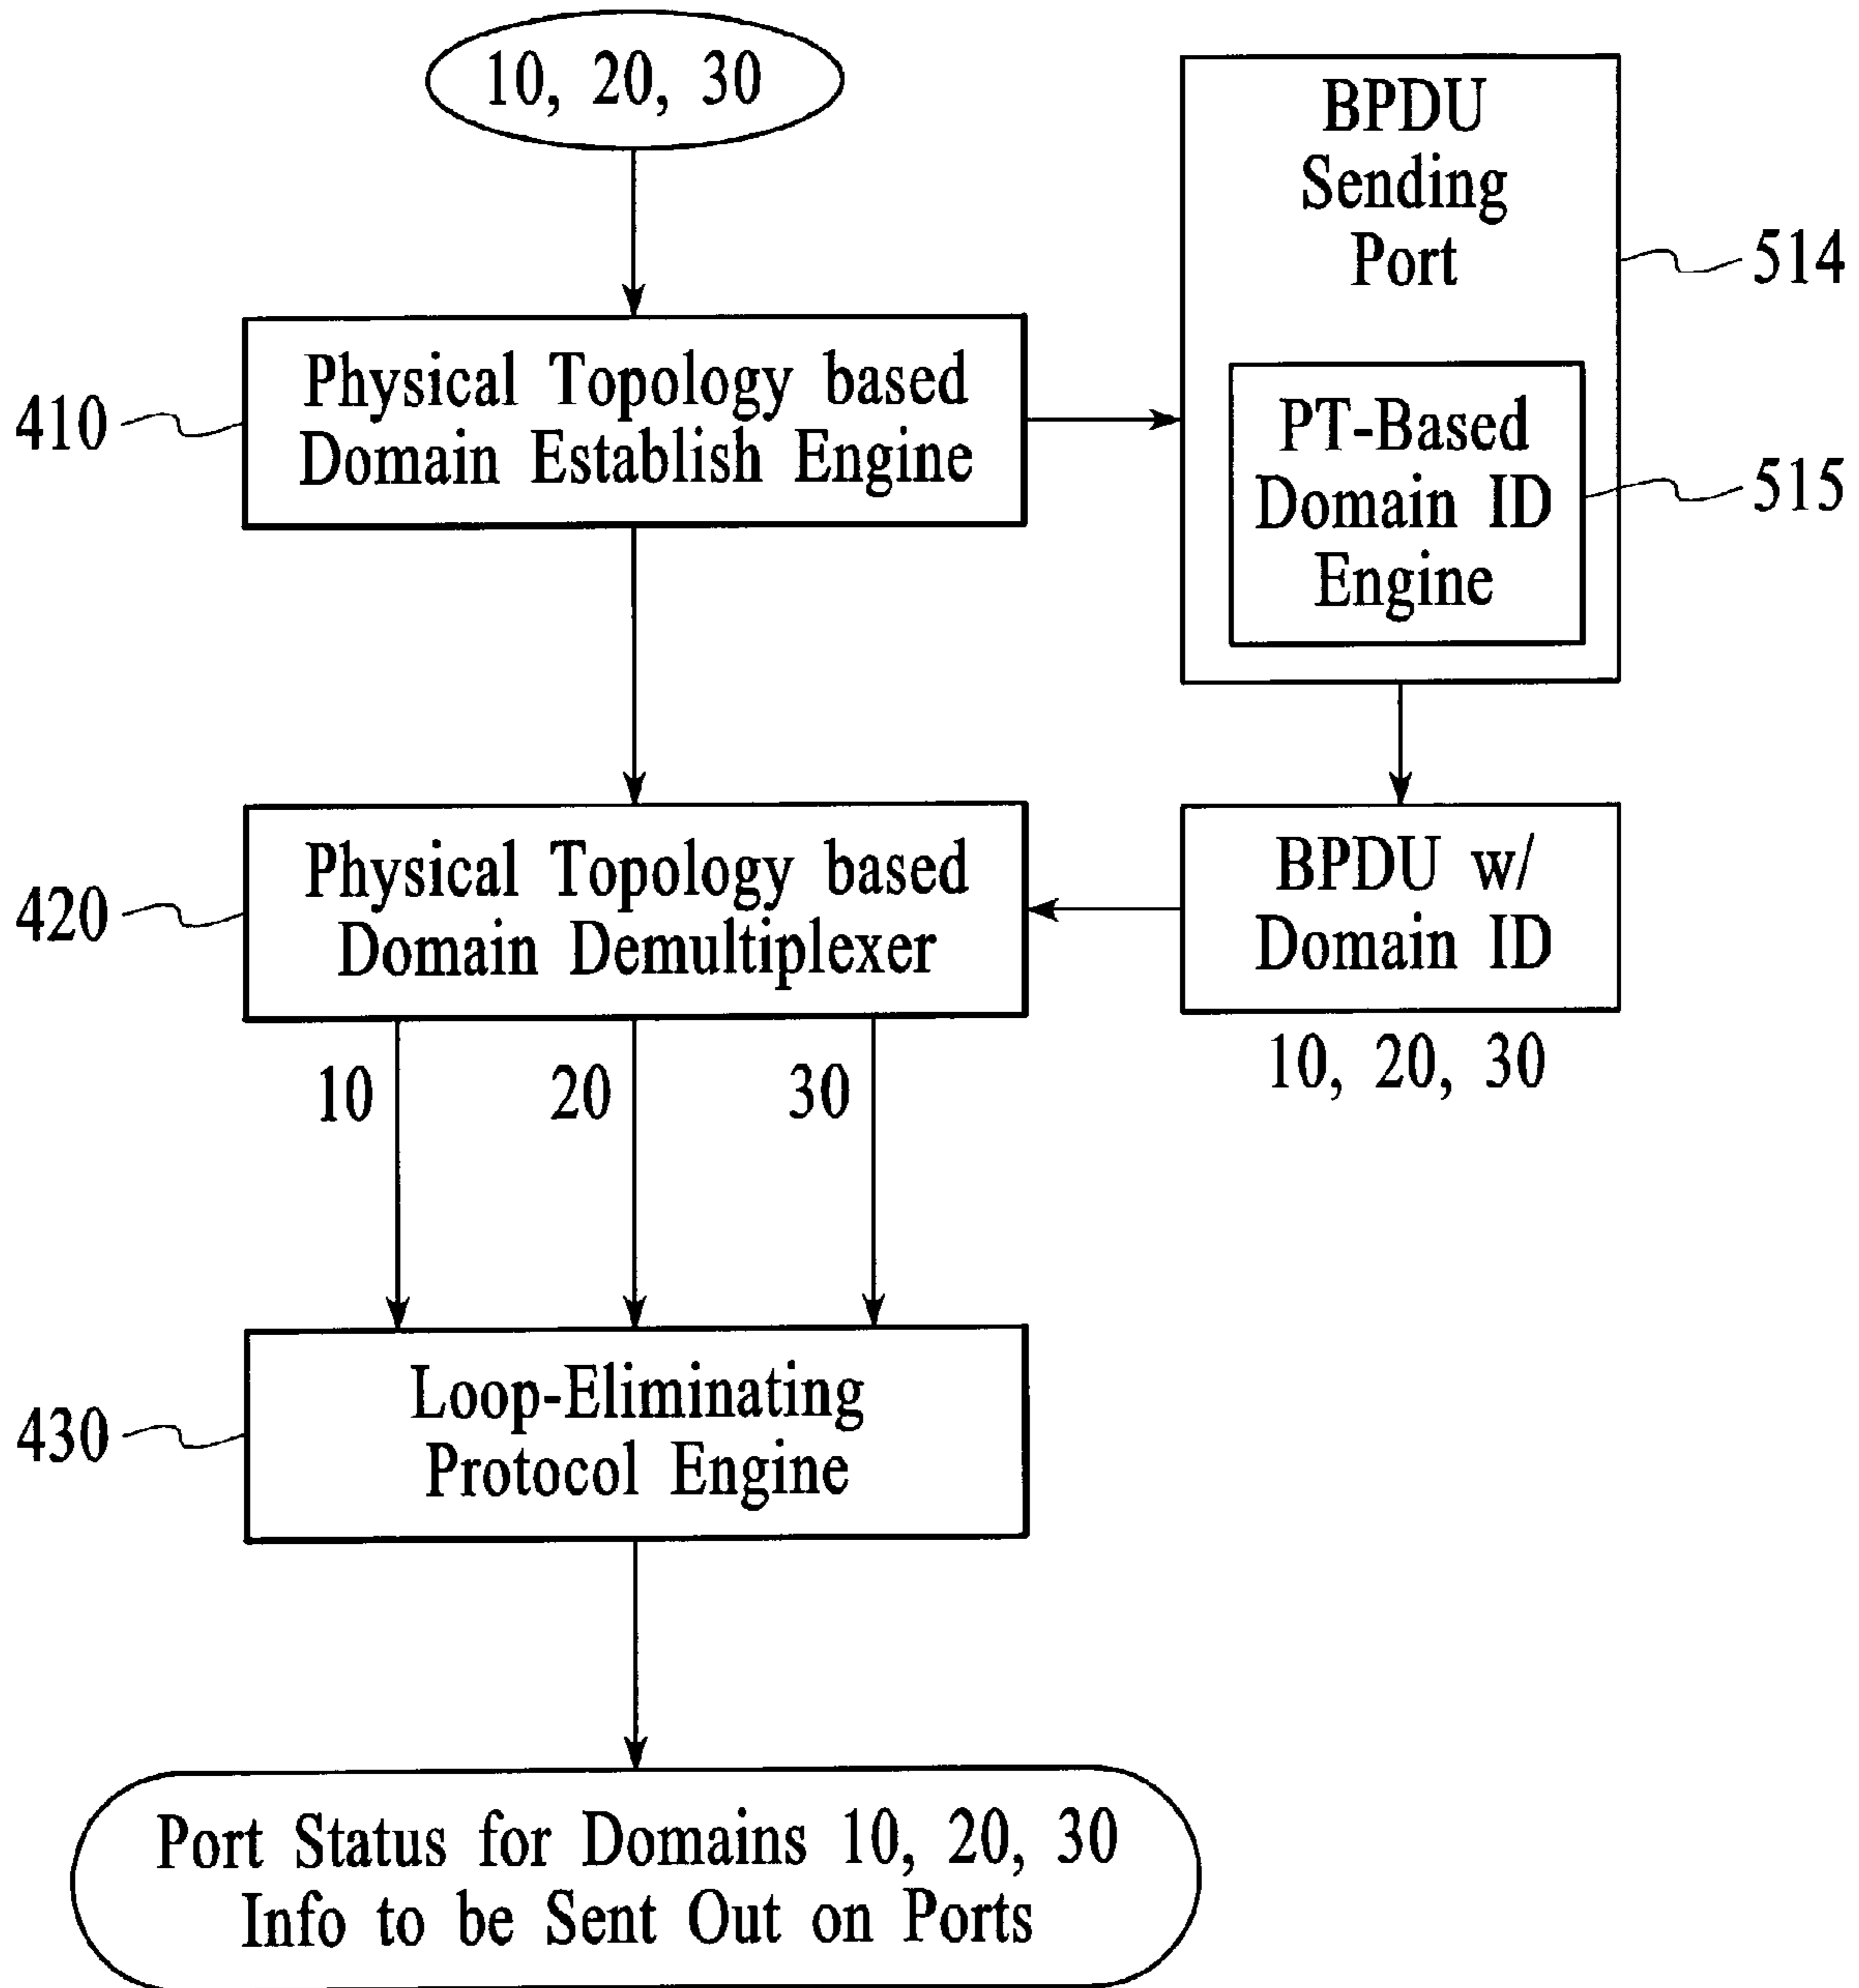 10, 20, 30
BPDU
Sending
Port
514
Physical Topology based
Domain Establish Engine
410
PT-Based
Domain ID
Engine
515
Physical Topology based
Domain Demultiplexer
420
BPDU w/
Domain ID
10, 20, 30
10
20
30
Loop-Eliminating
Protocol Engine
430
Port Status for Domains 10, 20, 30
Info to be Sent Out on Ports